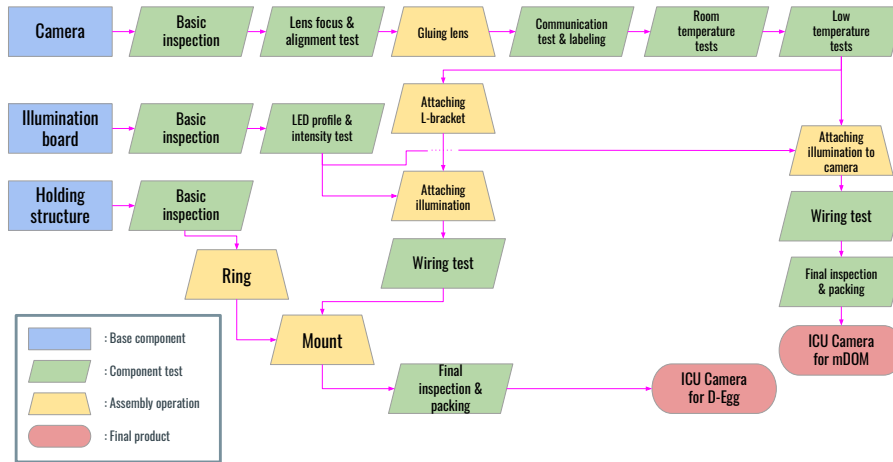 Camera
Basic
inspection
Lens focus &
alignment test
Gluing lens
Communication
test & labeling
Room
temperature
tests
Low
temperature
tests
Attaching
L-bracket
Illumination
board
Basic
inspection
LED profile &
intensity test
Attaching
illumination to
camera
Holding
structure
Basic
inspection
Attaching
illumination
Wiring test
Ring
Wiring test
Final inspection
& packing
Mount
ICU Camera
for mDOM
Final
inspection &
packing
ICU Camera
for D-Egg
: Base component
: Component test
: Assembly operation
: Final product